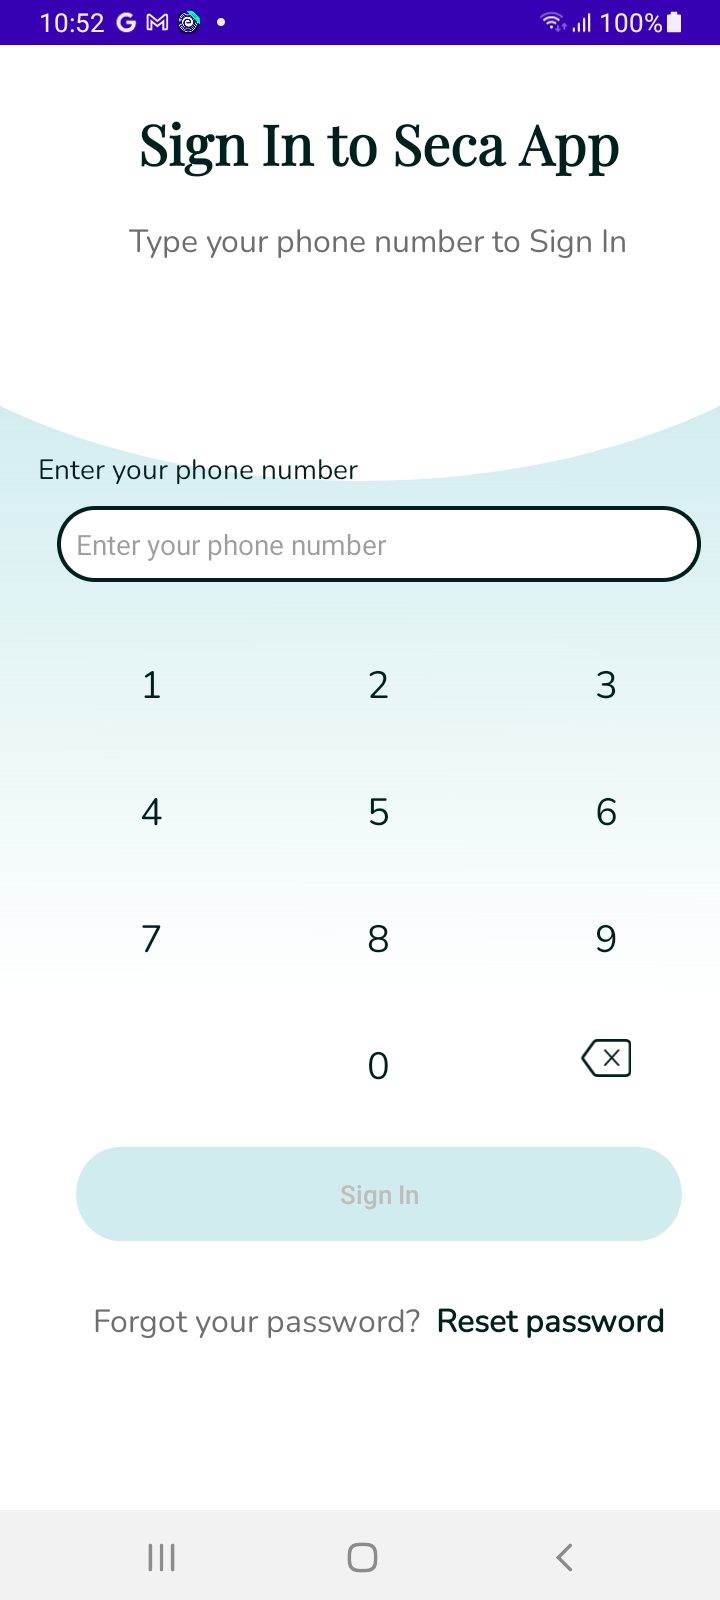 10:52 G M 100%
Sign In to Seca App
Type your phone number to Sign In
Enter your phone number
Enter your phone number
1 2 3
4 5 6
7 8 9
0
Sign In
Forgot your password? Reset password